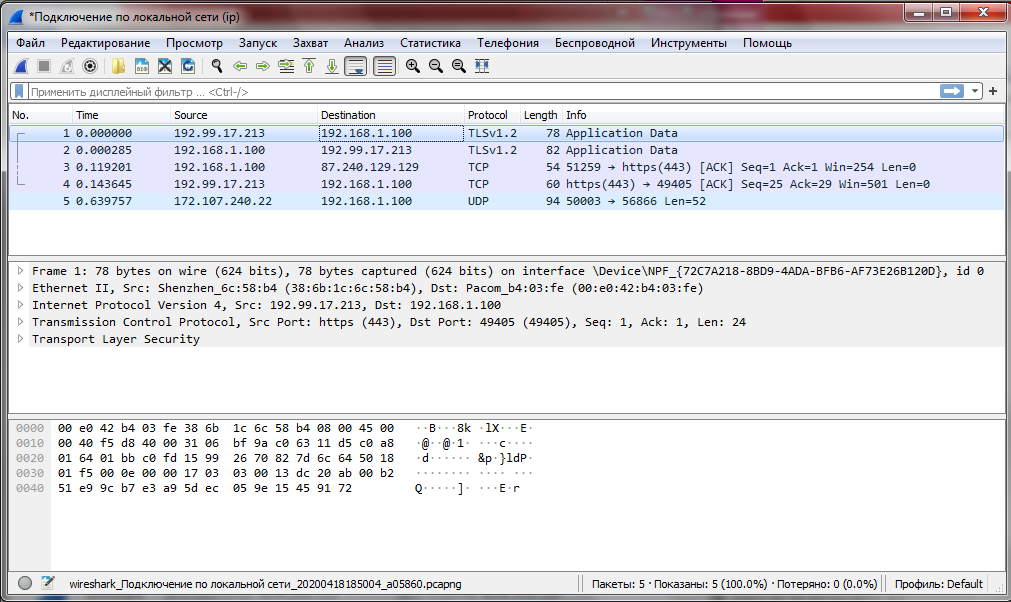 *Подключение по локальной сети (ip)
Файл Редактирование Просмотр Запуск Захват Анализ Статистика Телефония Беспроводной Инструменты Помощь
Применить дисплейный фильтр ... <Ctrl-/>
No. Time Source Destination Protocol Length Info
1 0.000000 192.99.17.213 192.168.1.100 TLSv1.2 78 Application Data
2 0.000285 192.168.1.100 192.99.17.213 TLSv1.2 82 Application Data
3 0.119201 192.168.1.100 87.240.129.129 TCP 54 51259 → https(443) [ACK] Seq=1 Ack=1 Win=254 Len=0
4 0.143645 192.99.17.213 192.168.1.100 TCP 60 https(443) → 49405 [ACK] Seq=25 Ack=29 Win=501 Len=0
5 0.639757 172.107.240.22 192.168.1.100 UDP 94 50003 → 56866 Len=52
Frame 1: 78 bytes on wire (624 bits), 78 bytes captured (624 bits) on interface \Device\NPF_{72C7A218-8BD9-4ADA-BFB6-AF73E26B120D}, id 0
Ethernet II, Src: Shenzhen_6c:58:b4 (38:6b:1c:6c:58:b4), Dst: Pacom_b4:03:fe (00:e0:42:b4:03:fe)
Internet Protocol Version 4, Src: 192.99.17.213, Dst: 192.168.1.100
Transmission Control Protocol, Src Port: https (443), Dst Port: 49405 (49405), Seq: 1, Ack: 1, Len: 24
Transport Layer Security
0000 00 e0 42 b4 03 fe 38 6b 1c 6c 58 b4 08 00 45 00 ··B···8k ·lX···E·
0010 00 40 f5 d8 40 00 31 06 bf 9a c0 63 11 d5 c0 a8 ·@··@·1· ···c····
0020 01 64 01 bb c0 fd 15 99 26 70 82 7d 6c 64 50 18 ·d······ &p·}ldP·
0030 01 f5 00 0e 00 00 17 03 03 00 13 dc 20 ab 00 b2 ········ ···· ···
0040 51 e9 9c b7 e3 a9 5d ec 05 9e 15 45 91 72 Q·····]· ···E·r
wireshark_Подключение по локальной сети_20200418185004_a05860.pcapng
Пакеты: 5 · Показаны: 5 (100.0%) · Потеряно: 0 (0.0%)
Профиль: Default